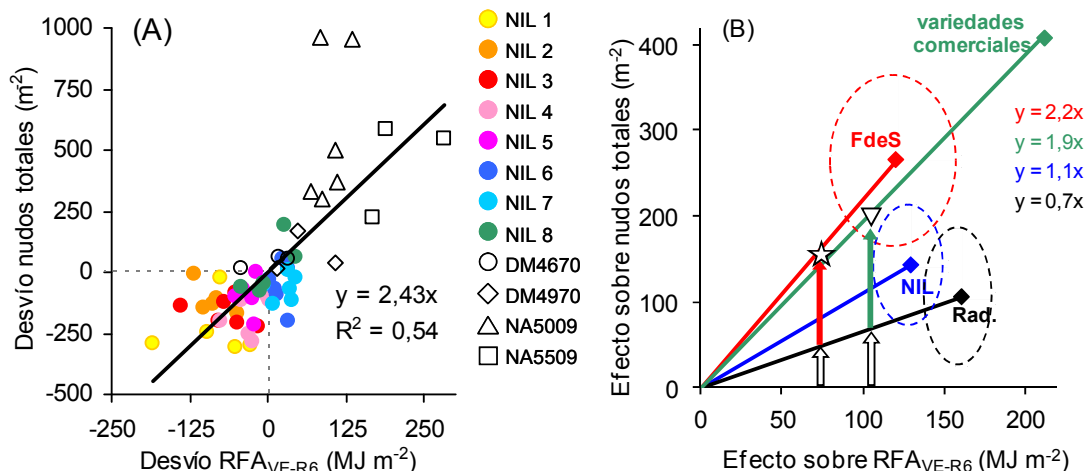 (A)
Desvío nudos totales (m-2)
1000
750
500
250
0
-250
-500
-250
-125
0
125
250
Desvío RFAVE-R6 (MJ m-2)
y = 2,43x
R2 = 0,54
NIL 1
NIL 2
NIL 3
NIL 4
NIL 5
NIL 6
NIL 7
NIL 8
DM4670
DM4970
NA5009
NA5509
(B)
Efecto sobre nudos totales (m-2)
400
300
200
100
0
0
50
100
150
200
Efecto sobre RFAVE-R6 (MJ m-2)
variedades
comerciales
FdeS
NIL
Rad.
y = 2,2x
y = 1,9x
y = 1,1x
y = 0,7x